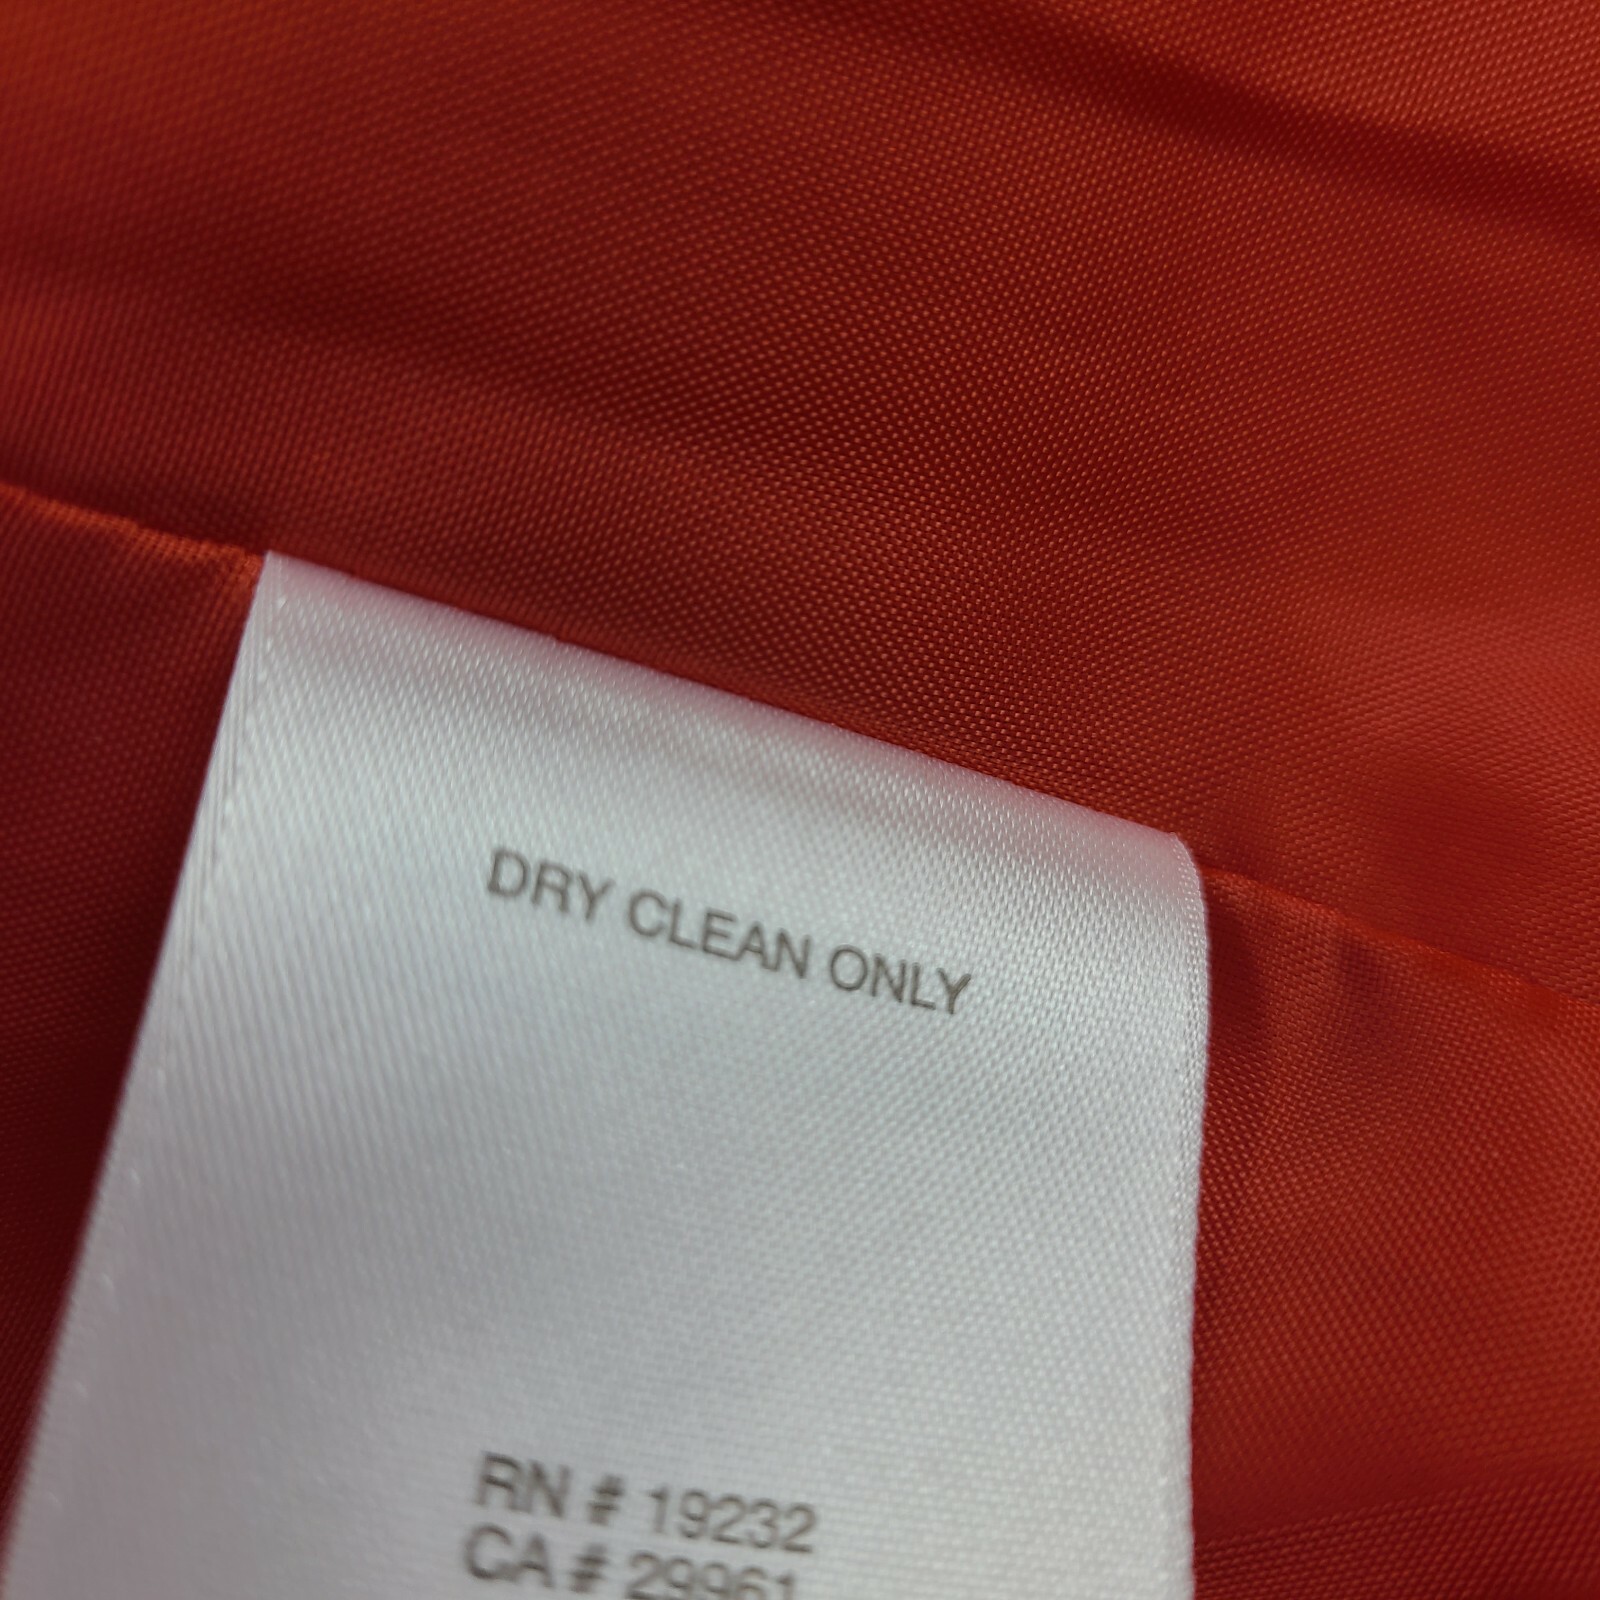 DRY CLEAN ONLY
RN # 19232
CA # 29961